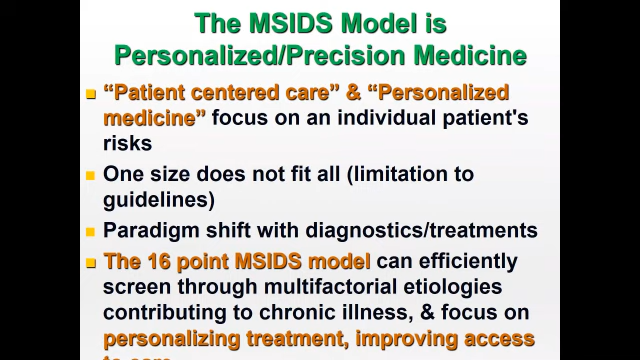 The MSIDS Model is
Personalized/Precision Medicine
“Patient centered care” & “Personalized
medicine” focus on an individual patient's
risks
One size does not fit all (limitation to
guidelines)
Paradigm shift with diagnostics/treatments
The 16 point MSIDS model can efficiently
screen through multifactorial etiologies
contributing to chronic illness, & focus on
personalizing treatment, improving access
to care